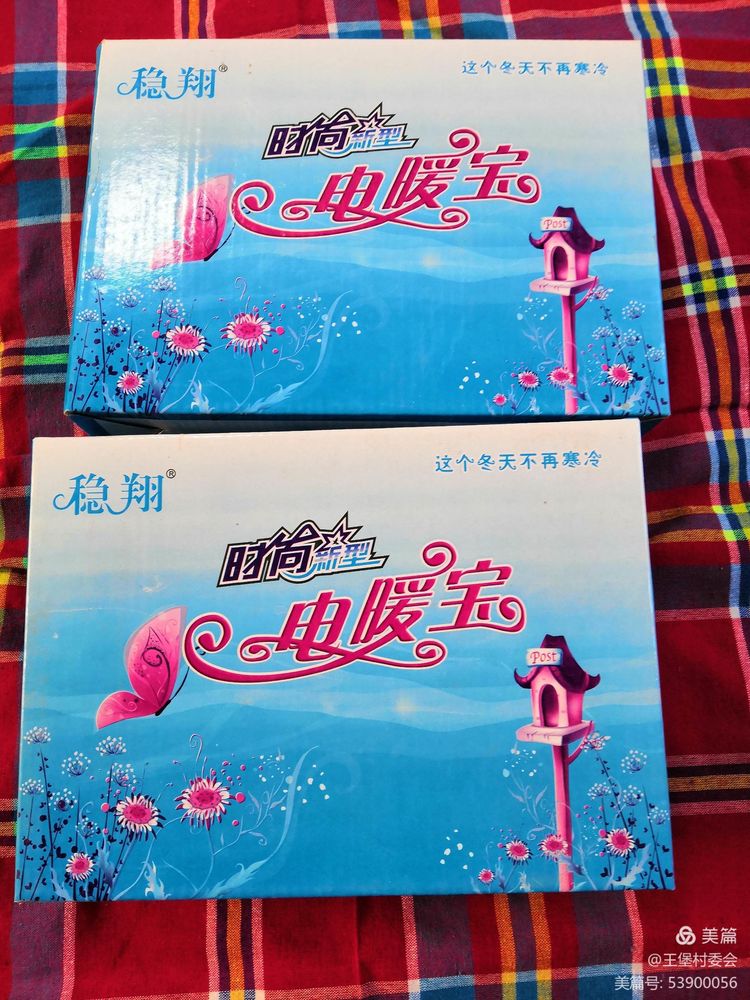 稳翔®
这个冬天不再寒冷
时尚新型
电暖宝
Post
稳翔®
这个冬天不再寒冷
时尚新型
电暖宝
Post
美篇
@王堡村委会
美篇号: 53900056